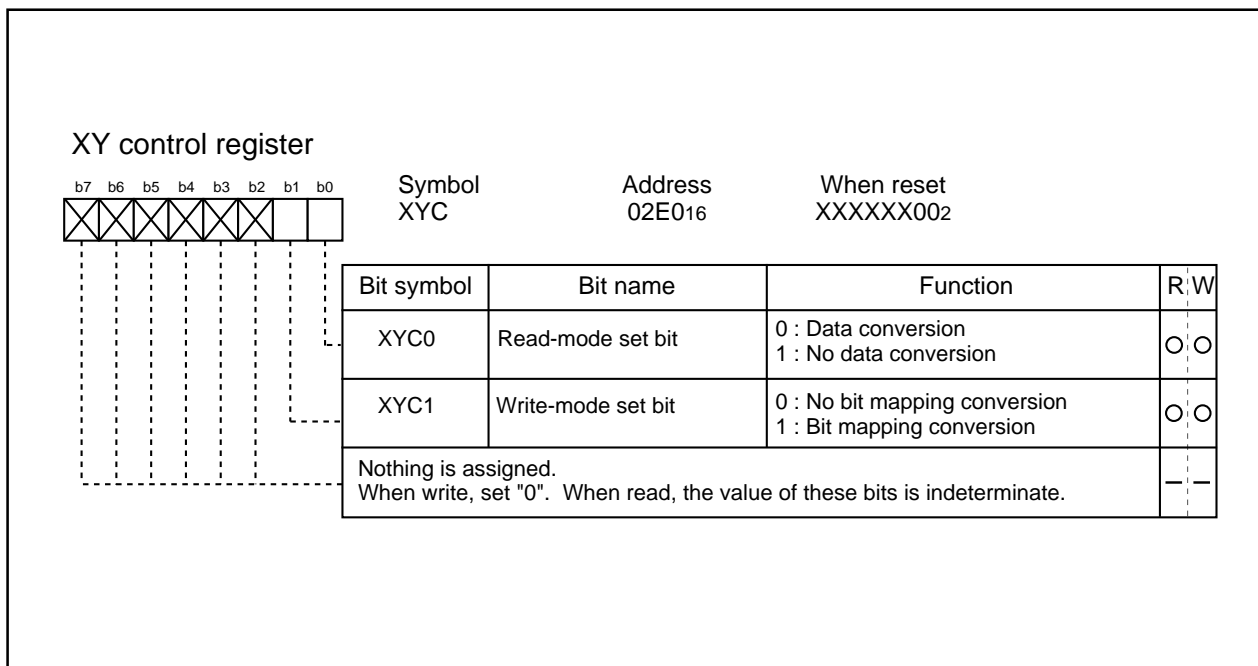 XY control register
b7 b6 b5 b4 b3 b2 b1 b0
Symbol Address When reset
XYC 02E016 XXXXXX002
Bit symbol Bit name Function R W
XYC0 Read-mode set bit 0 : Data conversion
1 : No data conversion
XYC1 Write-mode set bit 0 : No bit mapping conversion
1 : Bit mapping conversion
Nothing is assigned.
When write, set "0". When read, the value of these bits is indeterminate.